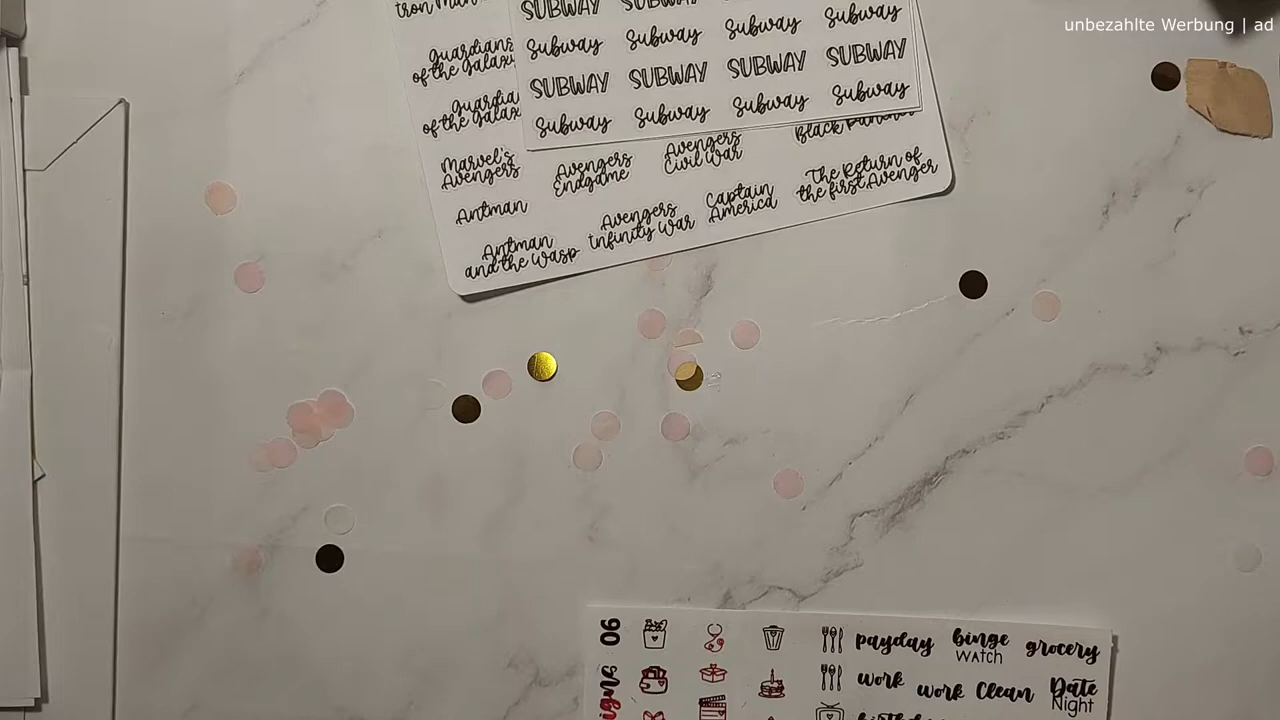 unbezahlte Werbung | ad
SUBWAY
Subway Subway Subway Subway
SUBWAY SUBWAY SUBWAY SUBWAY
Subway Subway Subway Subway
Iron Man
guardians of the galaxy
guardians of the galaxy
Marvel's Avengers
Avengers Endgame
Avengers Civil War
Black Panther
Antman
Avengers Infinity War
Captain America
The Return of the first Avenger
Antman and the Wasp
06
payday binge watch grocery
work work Clean Date Night